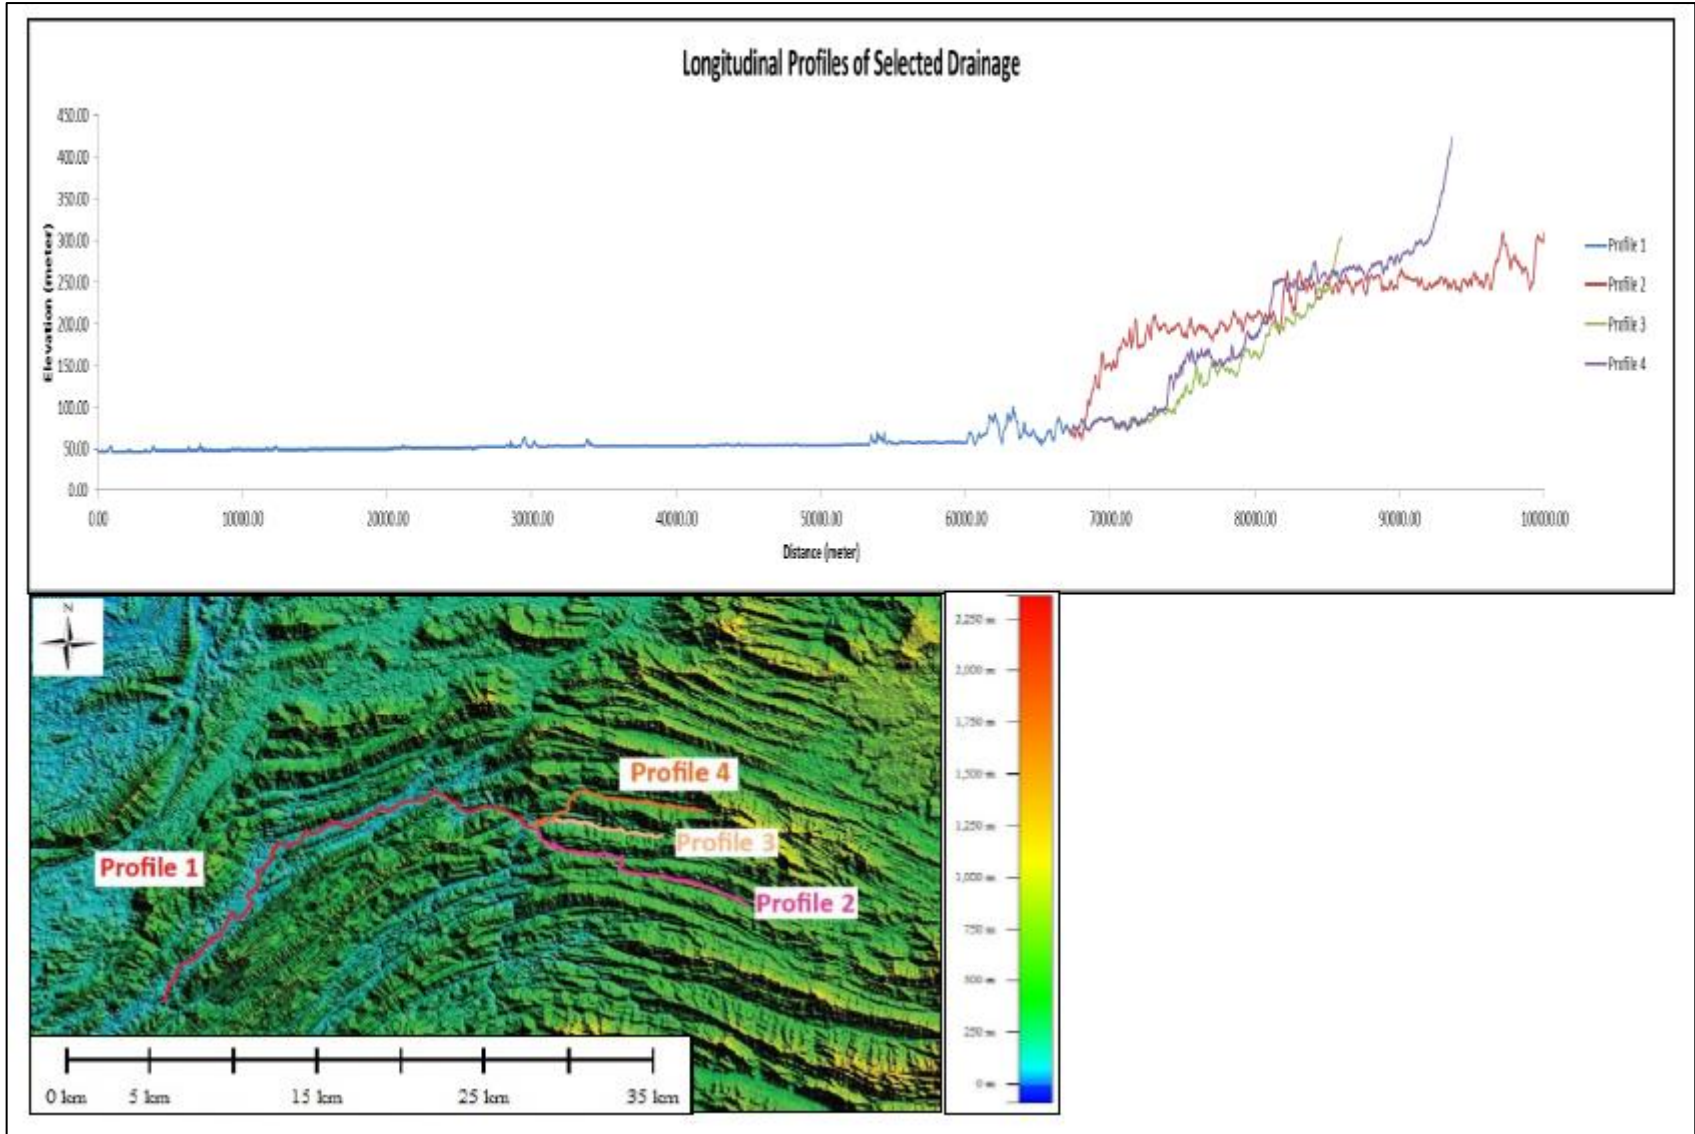 Longitudinal Profiles of Selected Drainage
450.00
400.00
350.00
300.00
250.00
200.00
150.00
100.00
50.00
0.00
Elevation (meter)
0.00 10000.00 20000.00 30000.00 40000.00 50000.00 60000.00 70000.00 80000.00 90000.00 100000.00
Distance (meter)
Profile 1
Profile 2
Profile 3
Profile 4
N
Profile 4
Profile 3
Profile 1
Profile 2
0 km 5 km 15 km 25 km 35 km
2,250 m
2,000 m
1,750 m
1,500 m
1,250 m
1,000 m
750 m
500 m
250 m
0 m